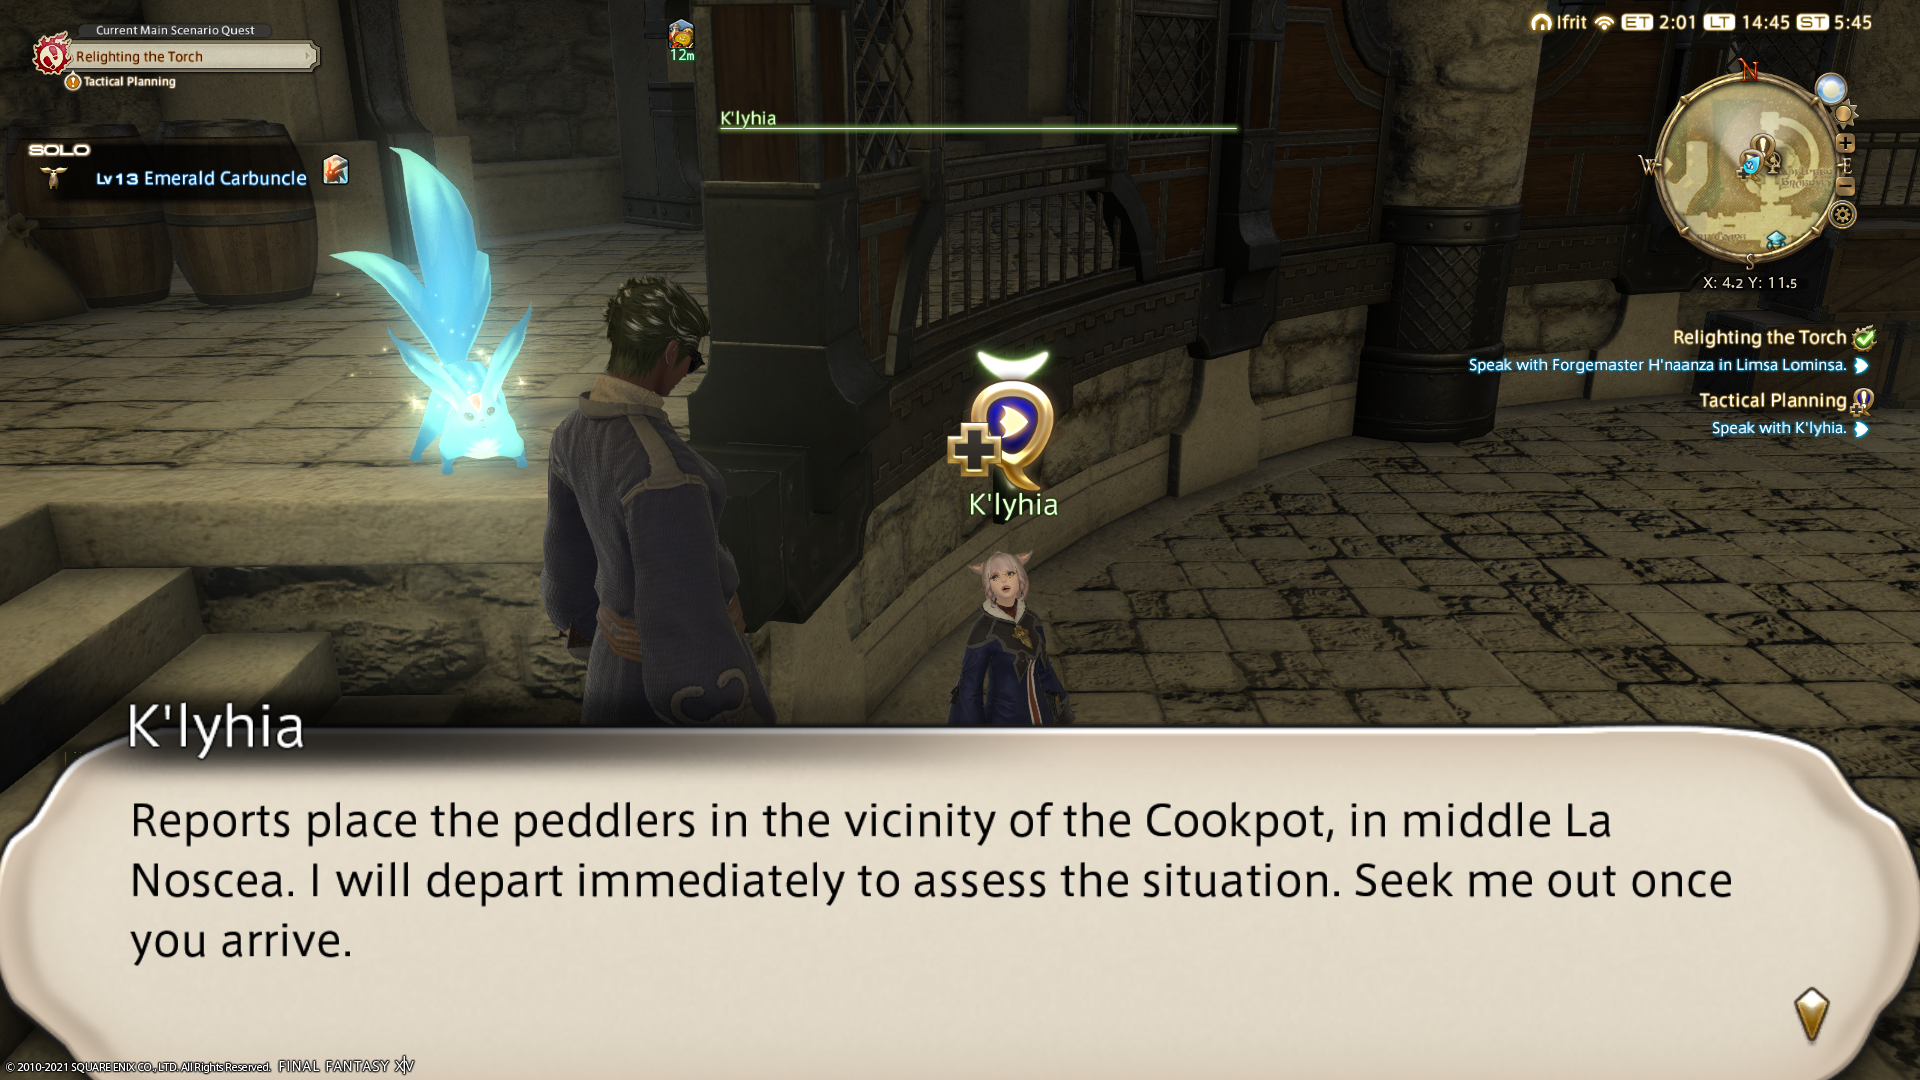 Current Main Scenario Quest
Relighting the Torch
Tactical Planning
12m
Ifrit ET 2:01 LT 14:45 ST 5:45
K'lyhia
SOLO
Lv13 Emerald Carbuncle
N
W
E
S
X: 4.2 Y: 11.5
Relighting the Torch
Speak with Forgemaster H'naanza in Limsa Lominsa.
Tactical Planning
Speak with K'lyhia.
K'lyhia
K'lyhia
Reports place the peddlers in the vicinity of the Cookpot, in middle La
Noscea. I will depart immediately to assess the situation. Seek me out once
you arrive.
© 2010-2021 SQUARE ENIX CO., LTD. All Rights Reserved. FINAL FANTASY XIV